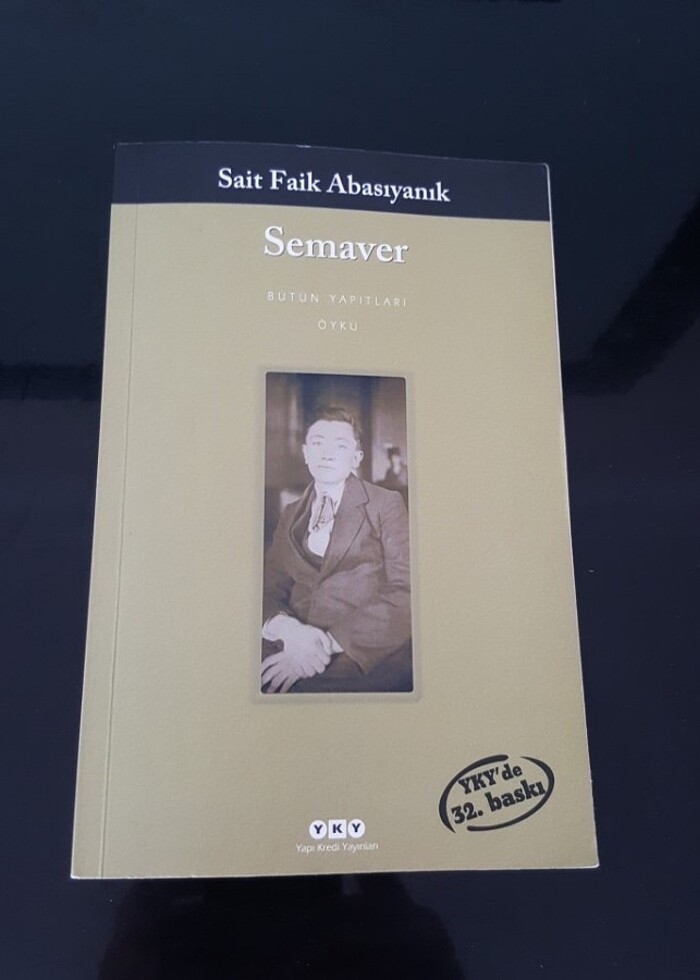 Sait Faik Abasıyanık
Semaver
BÜTÜN YAPITLARI
ÖYKÜ
YKY'de
32. baskı
YKY
Yapı Kredi Yayınları